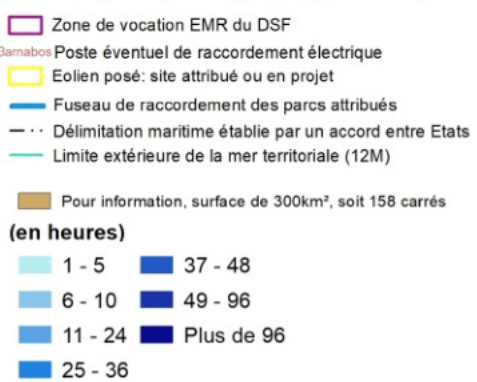 Zone de vocation EMR du DSF
Barnabos Poste éventuel de raccordement électrique
Eolien posé: site attribué ou en projet
Fuseau de raccordement des parcs attribués
Délimitation maritime établie par un accord entre Etats
Limite extérieure de la mer territoriale (12M)
Pour information, surface de 300km², soit 158 carrés
(en heures)
1 - 5 37 - 48
6 - 10 49 - 96
11 - 24 Plus de 96
25 - 36